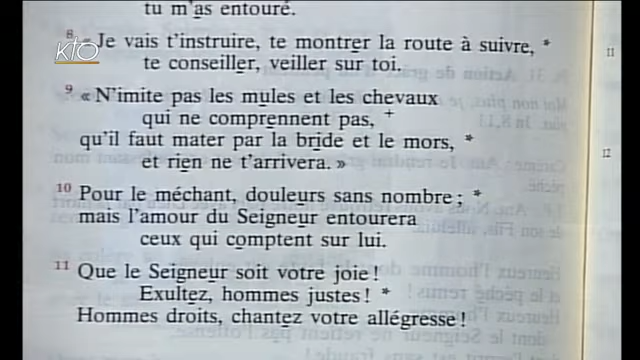 tu m'as entouré.
8 « Je vais t'instruire, te montrer la route à suivre, *
te conseiller, veiller sur toi.
9 « N'imite pas les mules et les chevaux
qui ne comprennent pas, +
qu'il faut mater par la bride et le mors, *
et rien ne t'arrivera. »
10 Pour le méchant, douleurs sans nombre ; *
mais l'amour du Seigneur entourera
ceux qui comptent sur lui.
11 Que le Seigneur soit votre joie !
Exultez, hommes justes ! *
Hommes droits, chantez votre allégresse !
KTO
11
12